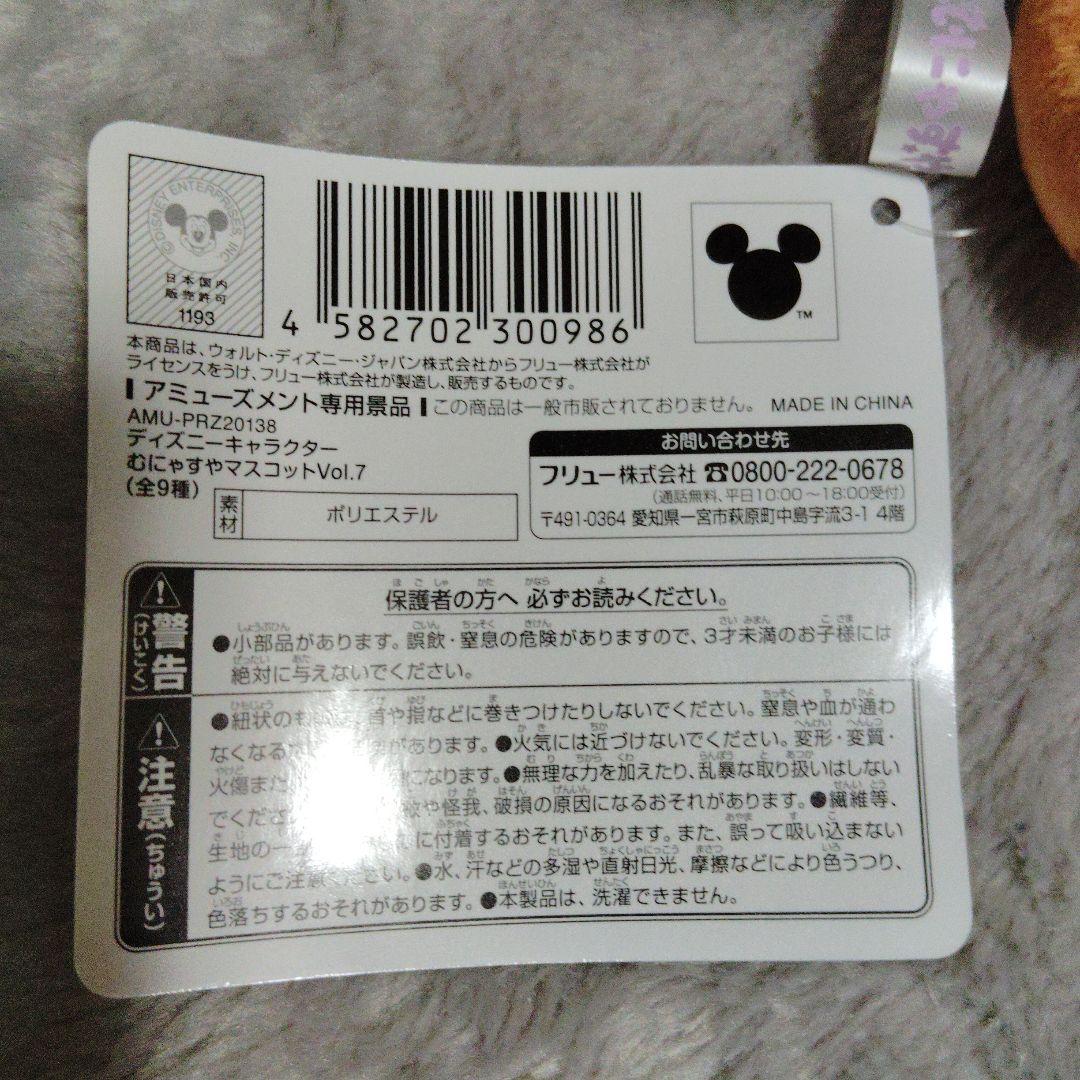 © DISNEY ENTERPRISES, INC.
日本国内
販売許可
1193
4 582702 300986
TM
本商品は、ウォルト・ディズニー・ジャパン株式会社からフリュー株式会社が
ライセンスをうけ、フリュー株式会社が製造し、販売するものです。
アミューズメント専用景品 この商品は一般市販されておりません。 MADE IN CHINA
AMU-PRZ20138
ディズニーキャラクター
むにゃすやマスコットVol.7
(全9種)
素材 ポリエステル
お問い合わせ先
フリュー株式会社 ☎0800-222-0678
(通話無料、平日10:00～18:00受付)
〒491-0364 愛知県一宮市萩原町中島字流3-1 4階
警告(けいこく)
保護者の方へ 必ずお読みください。
●小部品があります。誤飲・窒息の危険がありますので、3才未満のお子様には
絶対に与えないでください。
注意(ちゅうい)
●紐状のも 首や指などに巻きつけたりしないでください。窒息や血が通わ
なくなる があります。●火気には近づけないでください。変形・変質・
火傷また になります。●無理な力を加えたり、乱暴な取り扱いはしない
でくださ や怪我、破損の原因になるおそれがあります。●繊維等、
生地の一 に付着するおそれがあります。また、誤って吸い込まない
ようにご注意ください。●水、汗などの多湿や直射日光、摩擦などにより色うつり、
色落ちするおそれがあります。●本製品は、洗濯できません。